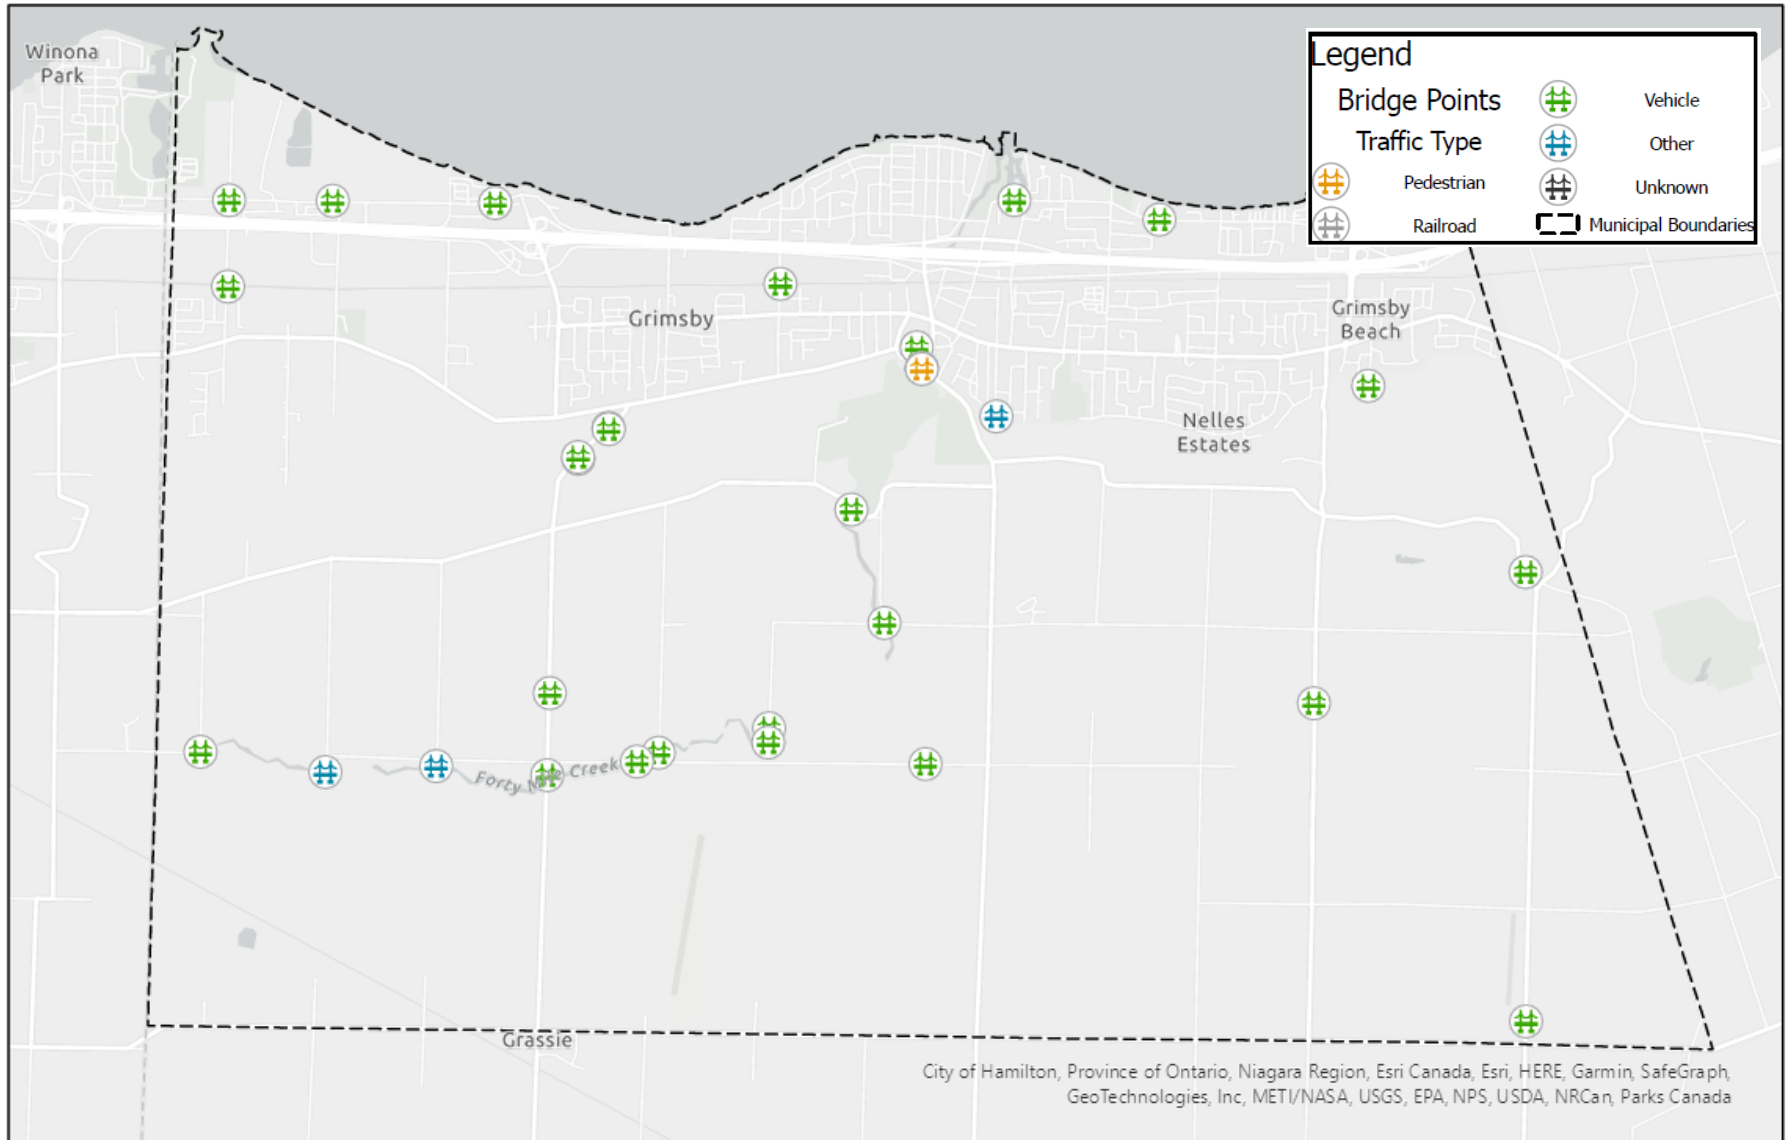 Winona
Park
Legend
Bridge Points
Vehicle
Traffic Type
Other
Pedestrian
Unknown
Railroad
Municipal Boundaries
Grimsby
Grimsby
Beach
Nelles
Estates
Forty Mile Creek
Grassie
City of Hamilton, Province of Ontario, Niagara Region, Esri Canada, Esri, HERE, Garmin, SafeGraph,
GeoTechnologies, Inc, METI/NASA, USGS, EPA, NPS, USDA, NRCan, Parks Canada